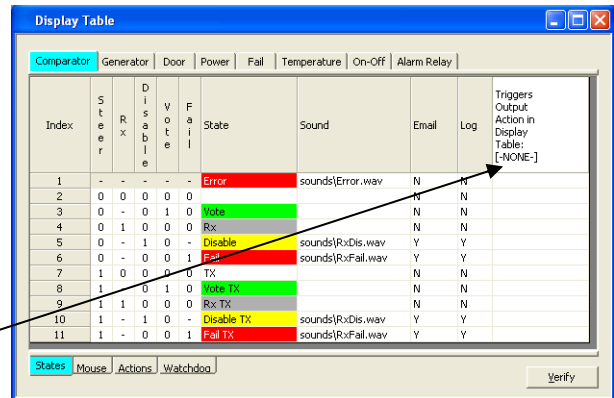 Display Table
Comparator Generator Door Power Fail Temperature On-Off Alarm Relay
Index Steer Rx Disable Vote Fail State Sound Email Log
Triggers
Output
Action in
Display
Table:
[-NONE-]
1 - - - - - Error sounds\Error.wav N N
2 0 0 0 0 0 N N
3 0 - 0 1 0 Vote N N
4 0 1 0 0 0 Rx N N
5 0 - 1 0 - Disable sounds\RxDis.wav Y Y
6 0 - 0 0 1 Fail sounds\RxFail.wav Y Y
7 1 0 0 0 0 TX N N
8 1 - 0 1 0 Vote TX N N
9 1 1 0 0 0 Rx TX N N
10 1 - 1 0 - Disable TX sounds\RxDis.wav Y Y
11 1 - 0 0 1 Fail TX sounds\RxFail.wav Y Y
States Mouse Actions Watchdog
Verify